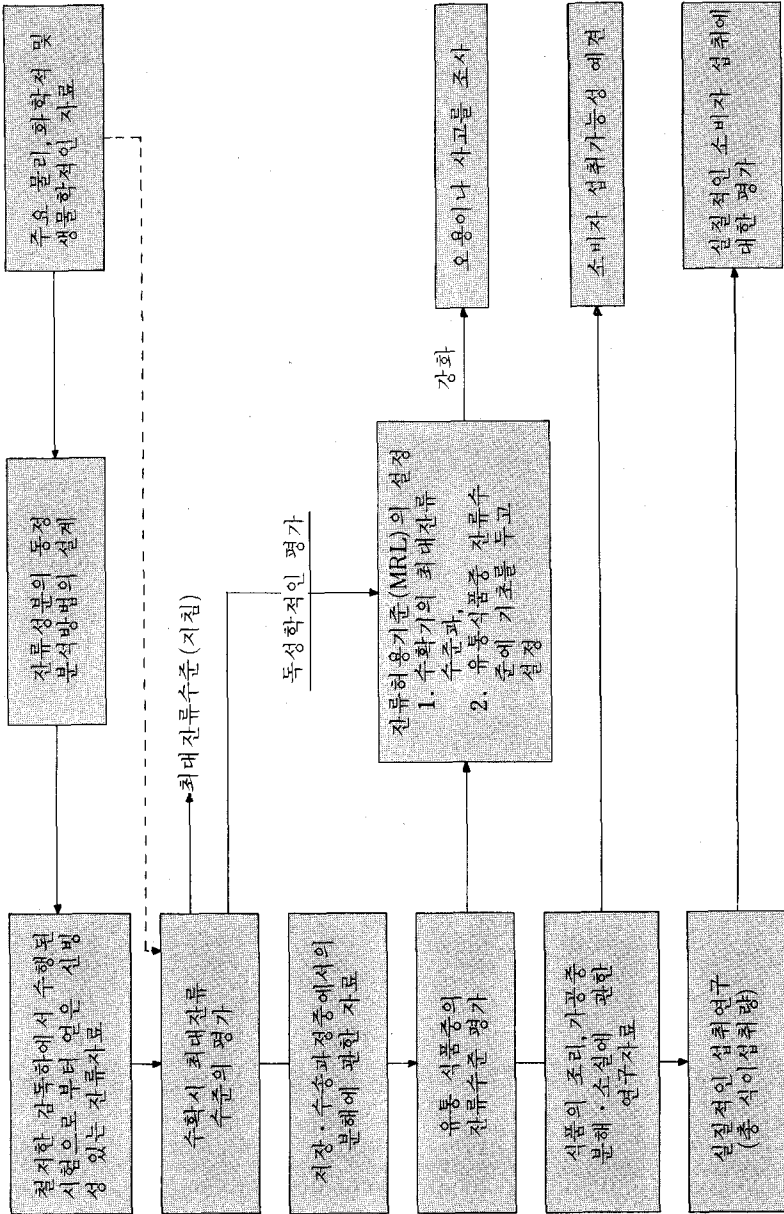 주요 물리,화학적 및
생물학적인 자료
잔류성분의 동정
분석방법의 설계
철저한 감독하에서 수행된
시험으로 부터 얻은 신빙
성 있는 잔류자료
수확시 최대잔류
수준의 평가
최대잔류수준(지침)
독성학적인 평가
저장·수송과정중에서의
분해에 관한 자료
유통 식품중의
잔류수준 평가
잔류허용기준(MRL)의 설정
1. 수확기의 최대잔류
수준과,
2. 유통식품중 잔류수
준에 기초를 두고
설정
강화
오용이나 사고를 조사
식품의 조리,가공중
분해·소실에 관한
연구자료
소비자 섭취가능성 예견
실질적인 섭취연구
(총 식이섭취량)
실질적인 소비자 섭취에
대한 평가